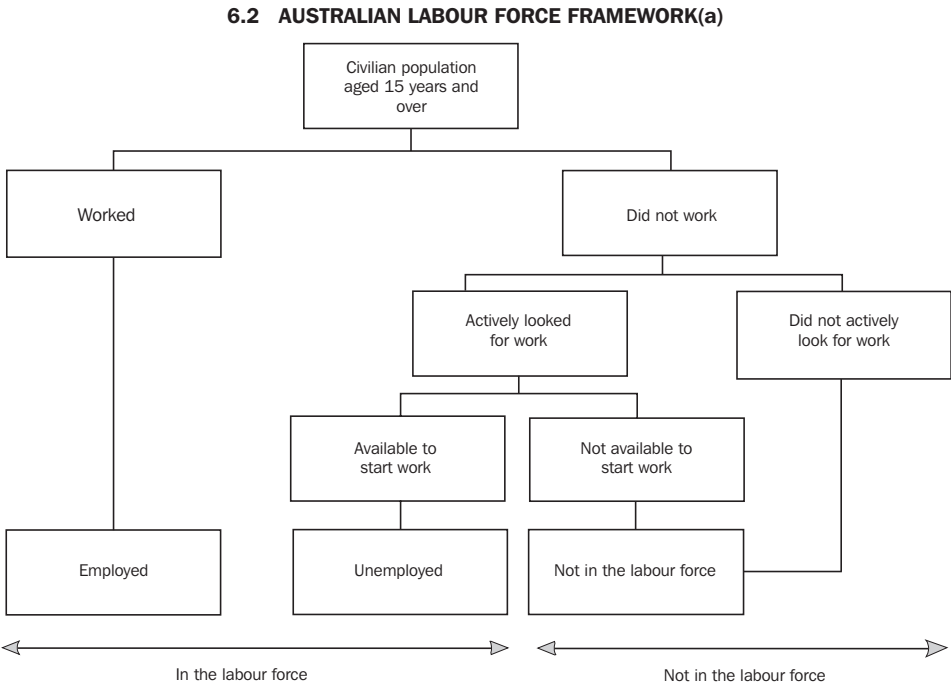 6.2 AUSTRALIAN LABOUR FORCE FRAMEWORK(a)
Civilian population
aged 15 years and
over
Worked
Did not work
Actively looked
for work
Did not actively
look for work
Available to
start work
Not available to
start work
Employed
Unemployed
Not in the labour force
In the labour force
Not in the labour force